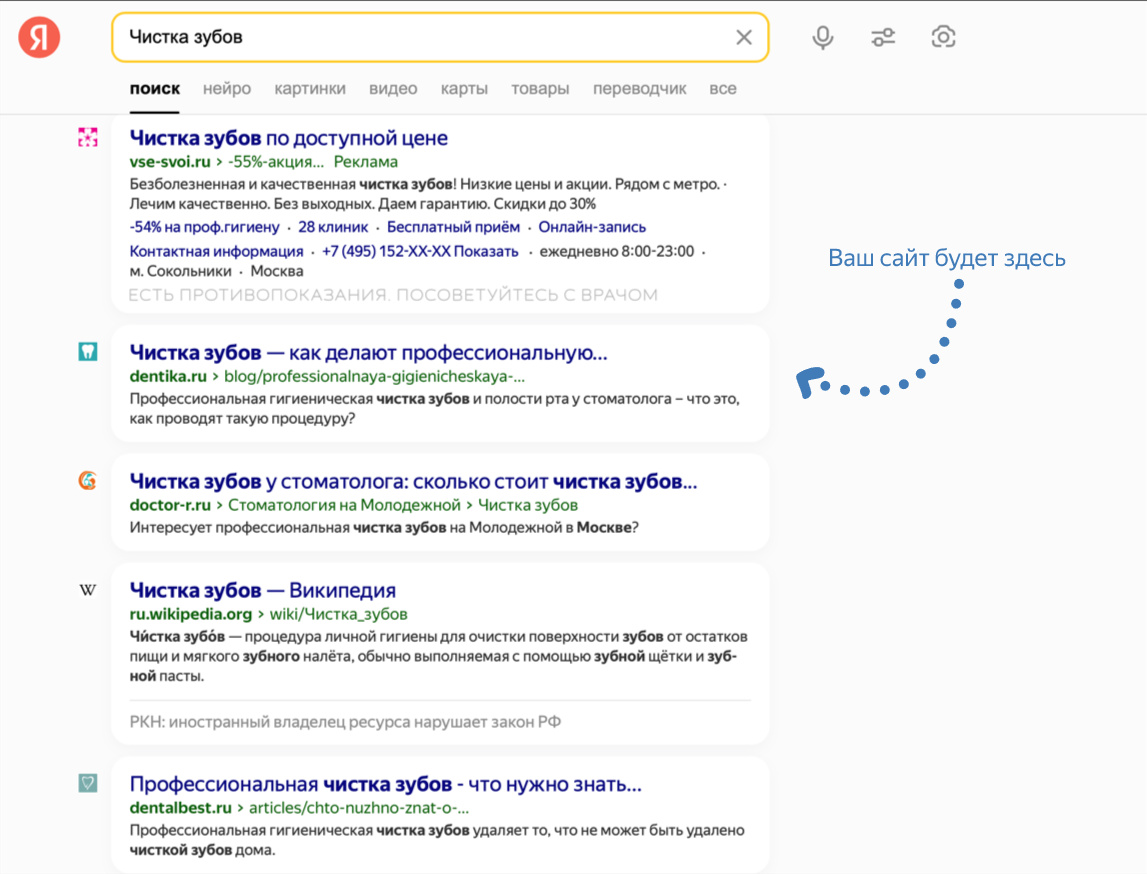 Я
Чистка зубов
поиск нейро картинки видео карты товары переводчик все
Чистка зубов по доступной цене
vse-svoi.ru › -55%-акция... Реклама
Безболезненная и качественная чистка зубов! Низкие цены и акции. Рядом с метро. ·
Лечим качественно. Без выходных. Даем гарантию. Скидки до 30%
-54% на проф.гигиену · 28 клиник · Бесплатный приём · Онлайн-запись
Контактная информация · +7 (495) 152-XX-XX Показать · ежедневно 8:00-23:00 ·
м. Сокольники · Москва
ЕСТЬ ПРОТИВОПОКАЗАНИЯ. ПОСОВЕТУЙТЕСЬ С ВРАЧОМ
Ваш сайт будет здесь
Чистка зубов — как делают профессиональную...
dentika.ru › blog/professionalnaya-gigienicheskaya-...
Профессиональная гигиеническая чистка зубов и полости рта у стоматолога – что это,
как проводят такую процедуру?
Чистка зубов у стоматолога: сколько стоит чистка зубов...
doctor-r.ru › Стоматология на Молодежной › Чистка зубов
Интересует профессиональная чистка зубов на Молодежной в Москве?
W
Чистка зубов — Википедия
ru.wikipedia.org › wiki/Чистка_зубов
Чи́стка зубо́в — процедура личной гигиены для очистки поверхности зубов от остатков
пищи и мягкого зубного налёта, обычно выполняемая с помощью зубной щётки и зуб-
ной пасты.
РКН: иностранный владелец ресурса нарушает закон РФ
Профессиональная чистка зубов - что нужно знать...
dentalbest.ru › articles/chto-nuzhno-znat-o-...
Профессиональная гигиеническая чистка зубов удаляет то, что не может быть удалено
чисткой зубов дома.